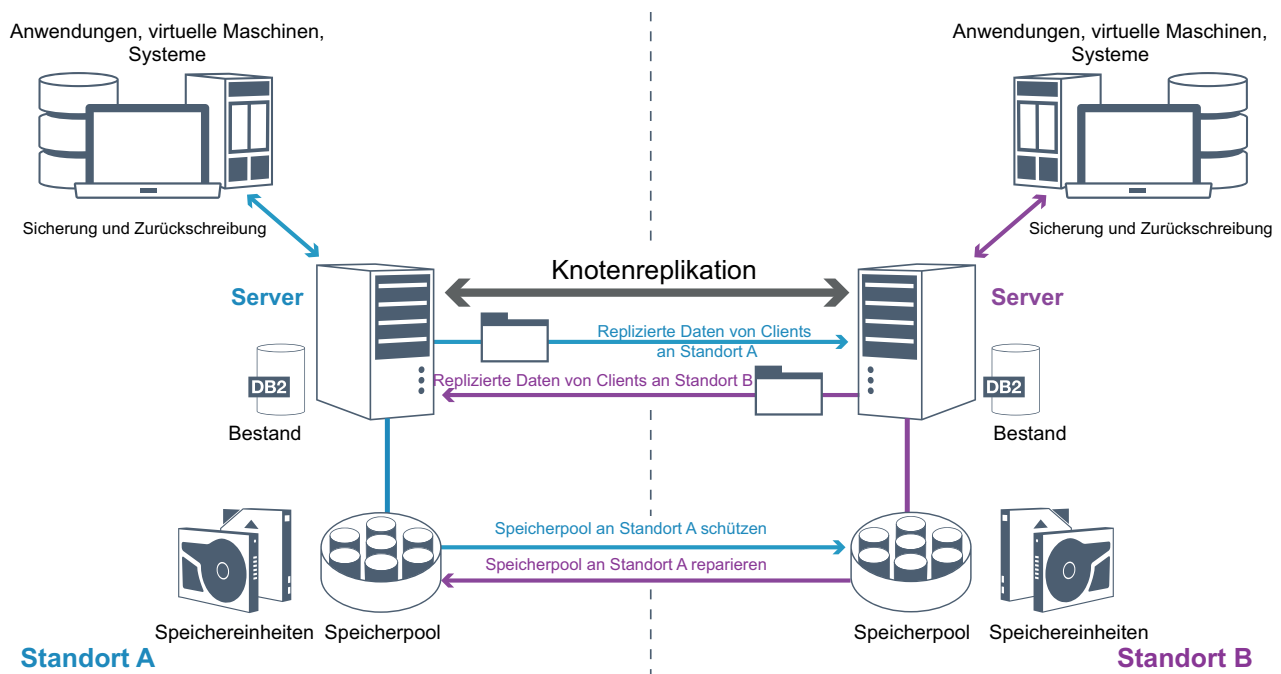 Anwendungen, virtuelle Maschinen,
Systeme
Anwendungen, virtuelle Maschinen,
Systeme
Sicherung und Zurückschreibung
Sicherung und Zurückschreibung
Knotenreplikation
Server
Server
Replizierte Daten von Clients
an Standort A
Replizierte Daten von Clients an Standort B
DB2
DB2
Bestand
Bestand
Speicherpool an Standort A schützen
Speicherpool an Standort A reparieren
Speichereinheiten
Speicherpool
Speicherpool
Speichereinheiten
Standort A
Standort B